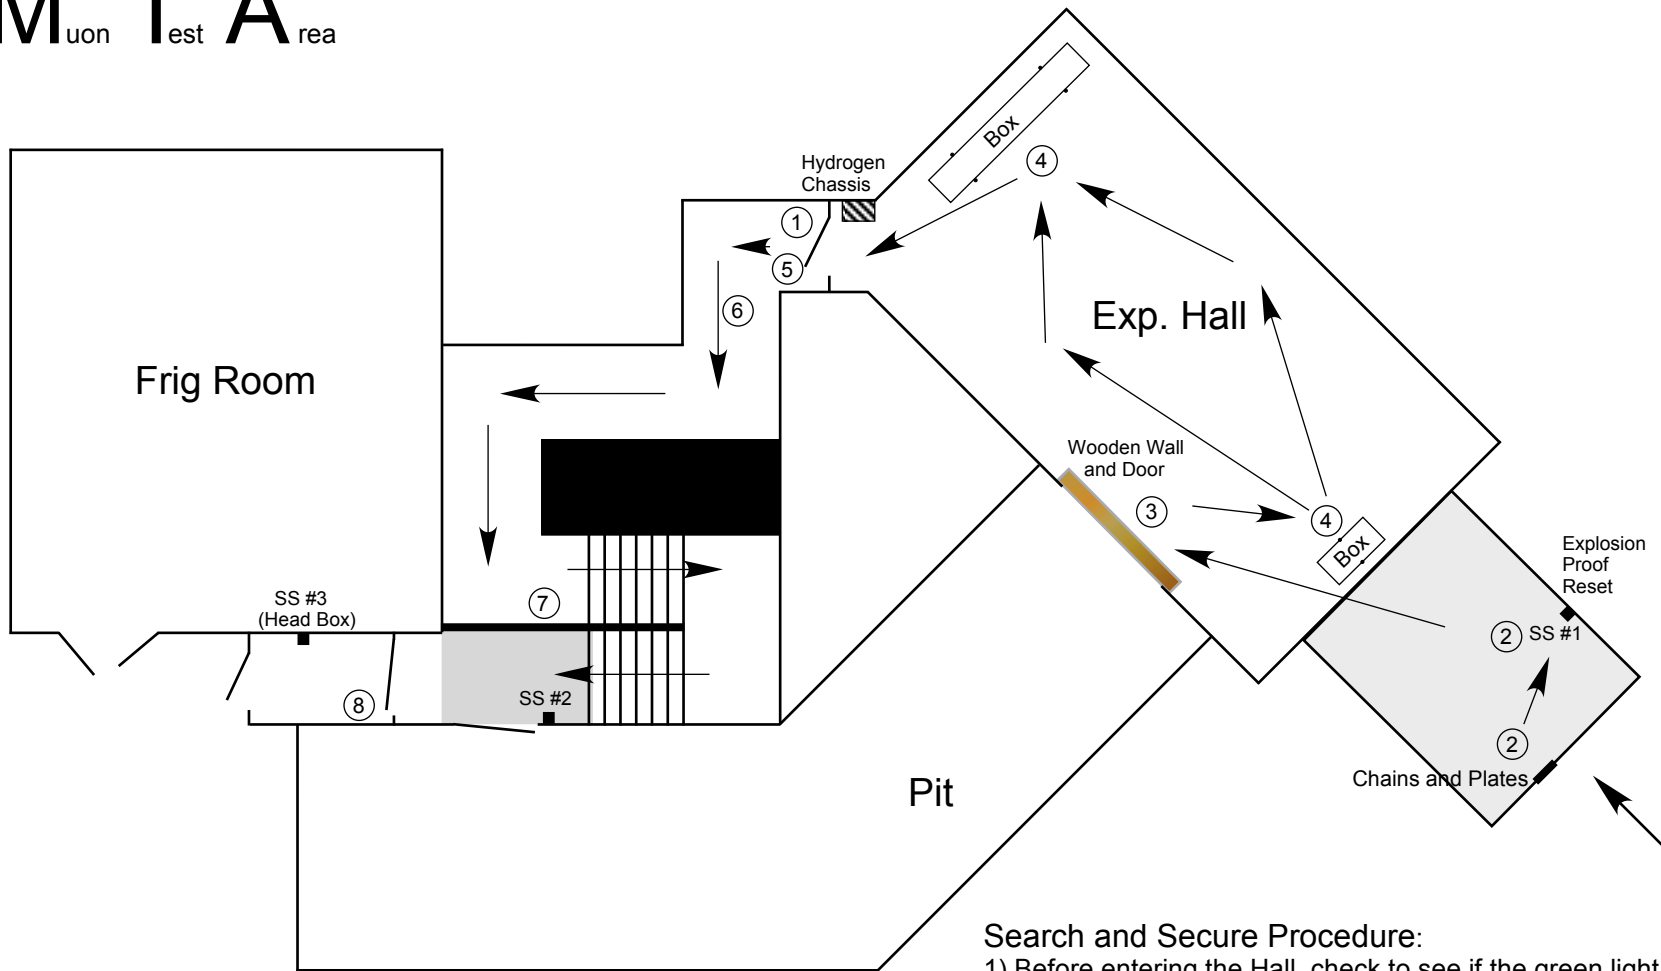 Muon Test Area
Hydrogen
Chassis
Box
1
4
5
6
Exp. Hall
Frig Room
Wooden Wall
and Door
3
4
Box
Explosion
Proof
Reset
SS #3
(Head Box)
7
2 SS #1
SS #2
8
2
Chains and Plates
Pit
Search and Secure Procedure:
1) Before entering the Hall, check to see if the green light